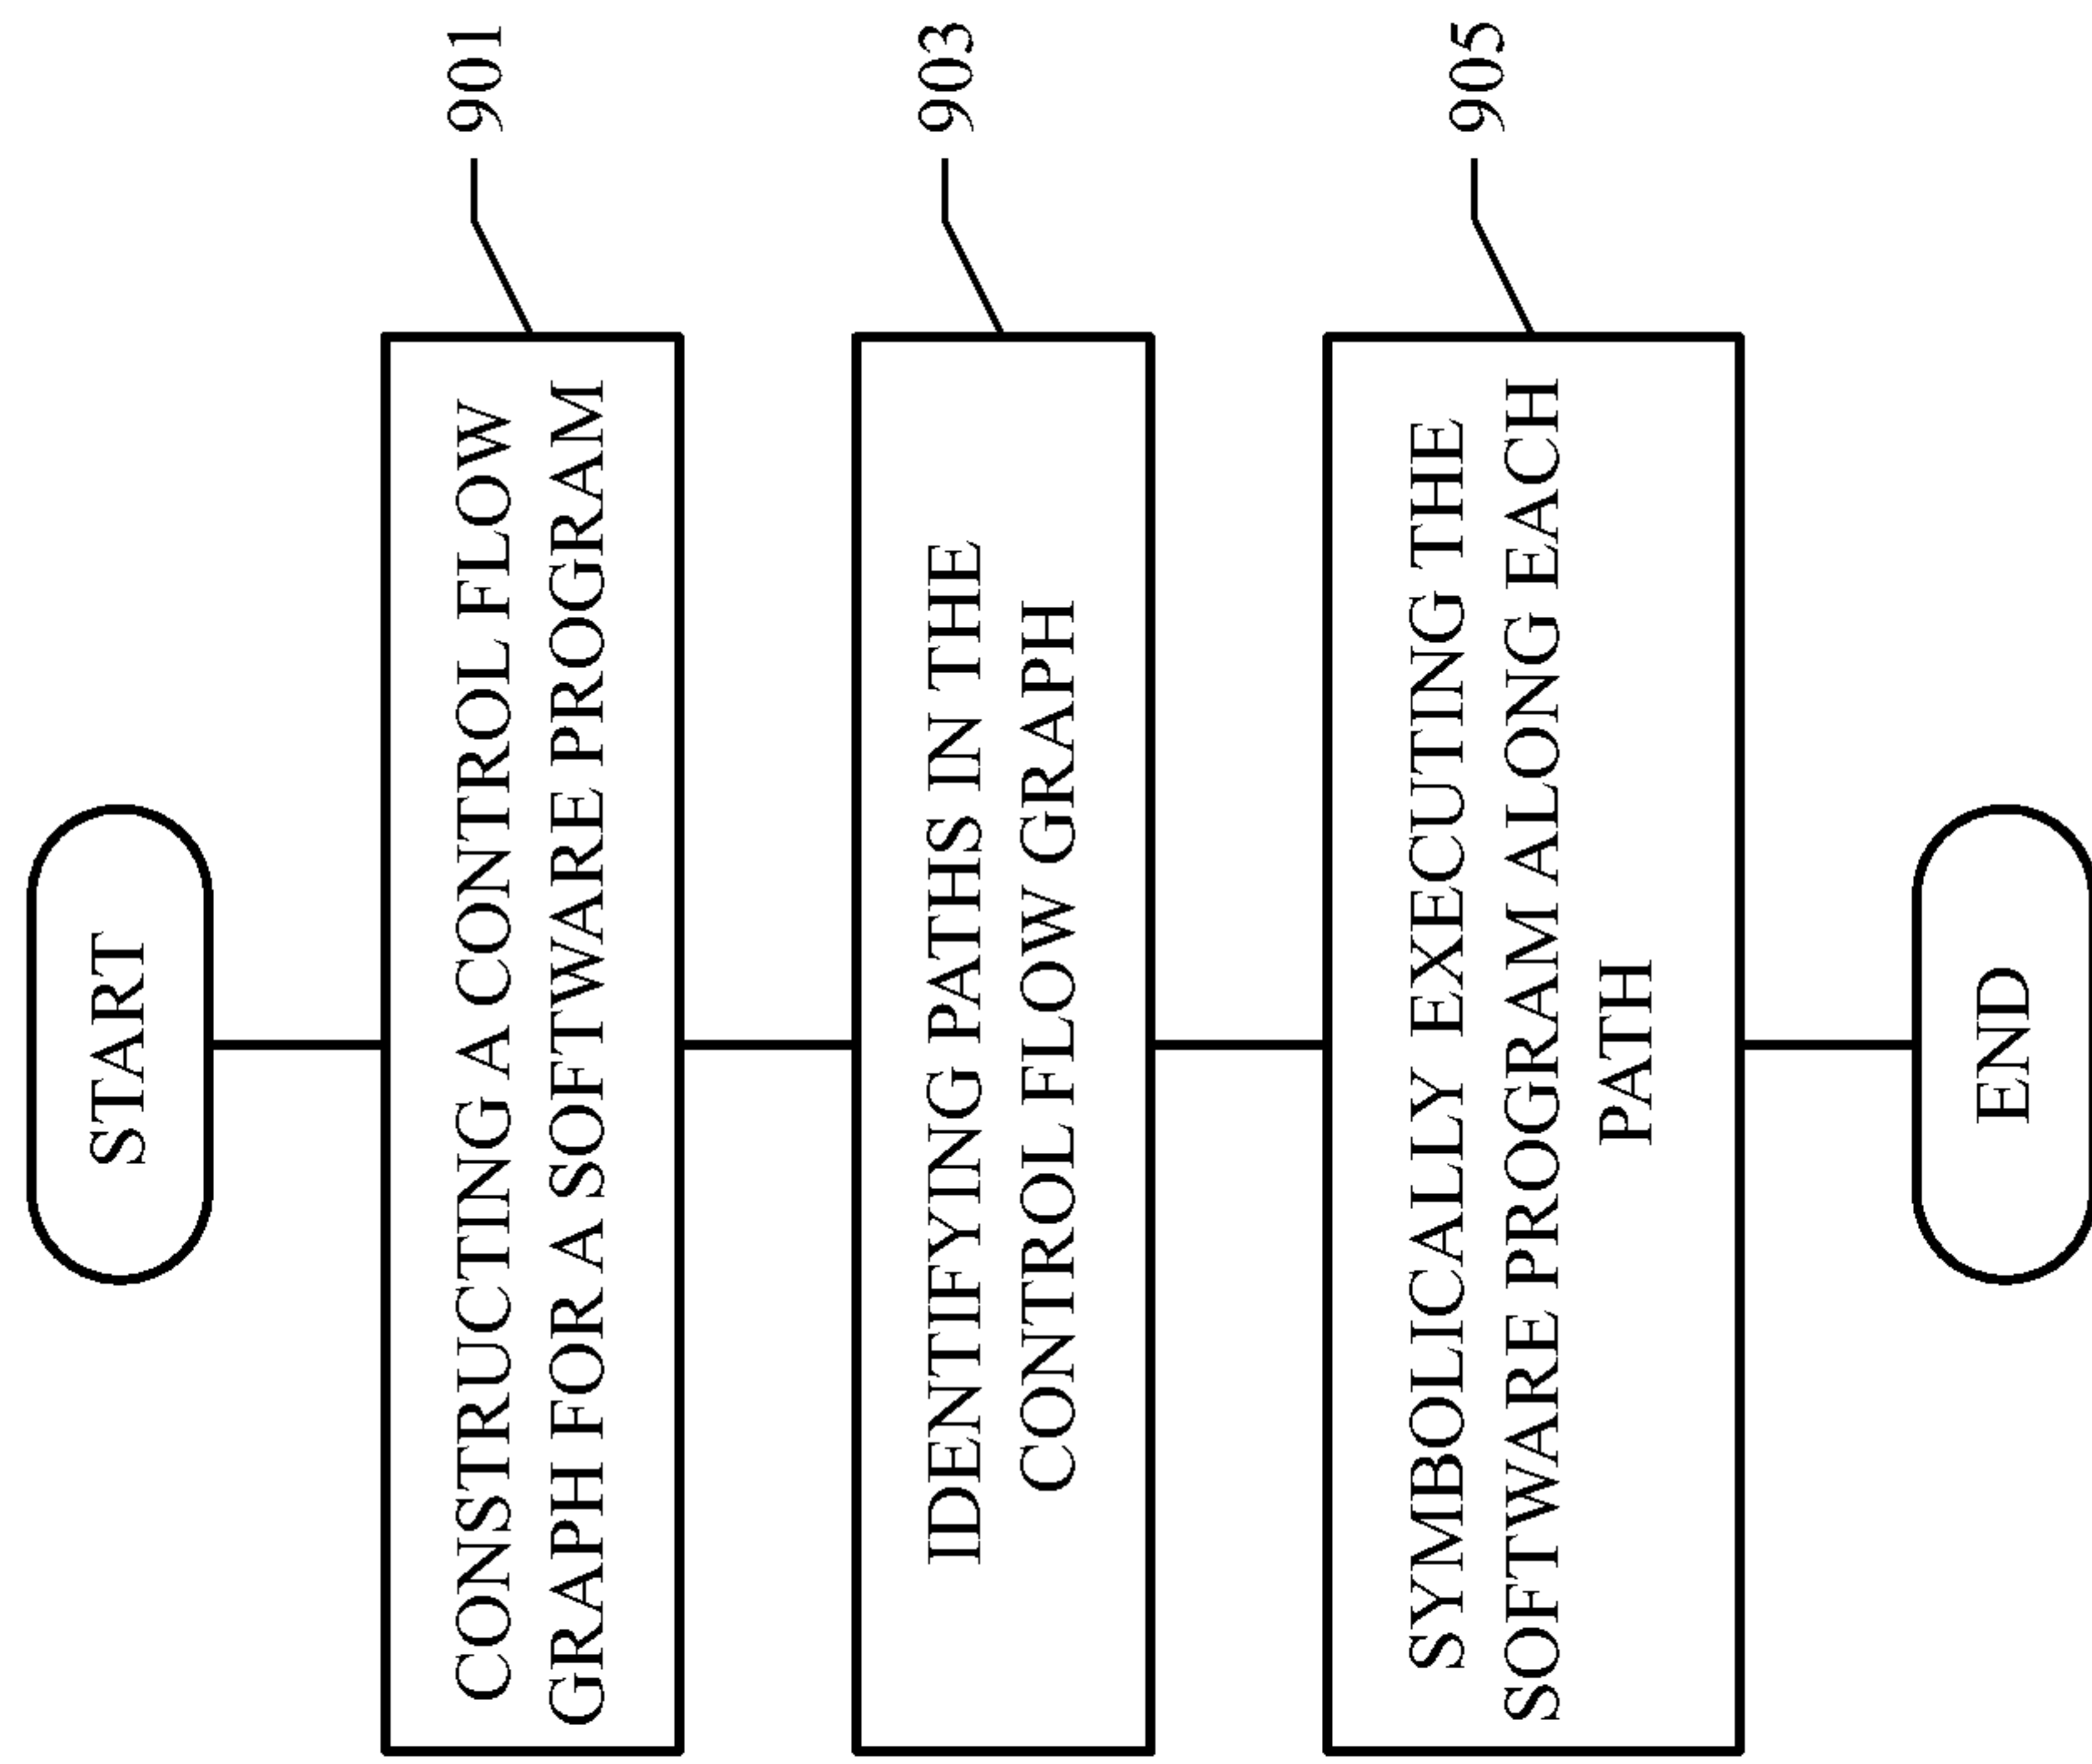 START
CONSTRUCTING A CONTROL FLOW
GRAPH FOR A SOFTWARE PROGRAM
901
IDENTIFYING PATHS IN THE
CONTROL FLOW GRAPH
903
SYMBOLICALLY EXECUTING THE
SOFTWARE PROGRAM ALONG EACH
PATH
905
END